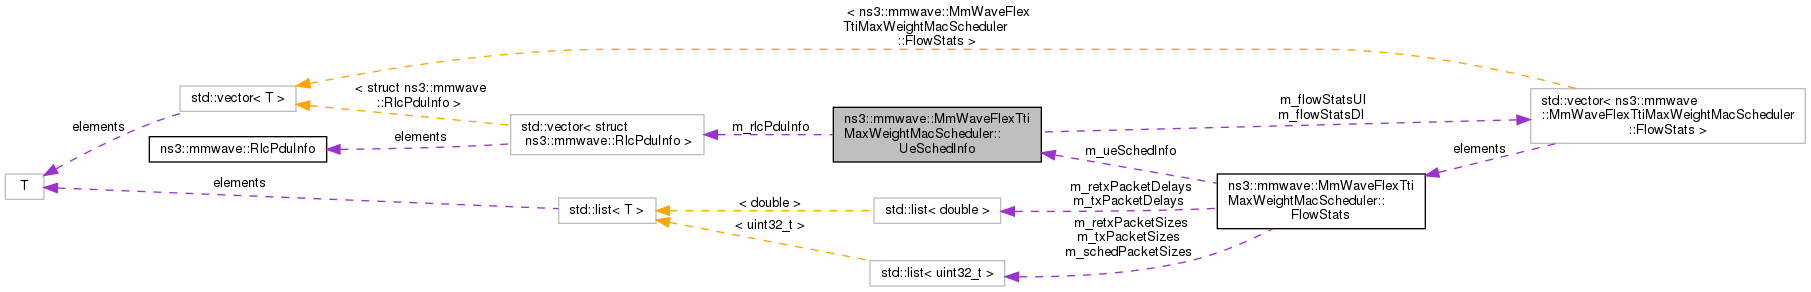 < ns3::mmwave::MmWaveFlex
TtiMaxWeightMacScheduler
::FlowStats >
std::vector< T >
< struct ns3::mmwave
::RlcPduInfo >
elements
ns3::mmwave::RlcPduInfo
elements
std::vector< struct
ns3::mmwave::RlcPduInfo >
m_rlcPduInfo
ns3::mmwave::MmWaveFlexTti
MaxWeightMacScheduler::
UeSchedInfo
m_flowStatsUl
m_flowStatsDl
std::vector< ns3::mmwave
::MmWaveFlexTtiMaxWeightMacScheduler
::FlowStats >
m_ueSchedInfo
elements
T
elements
std::list< T >
< double >
< uint32_t >
std::list< double >
m_retxPacketDelays
m_txPacketDelays
m_retxPacketSizes
m_txPacketSizes
m_schedPacketSizes
ns3::mmwave::MmWaveFlexTti
MaxWeightMacScheduler::
FlowStats
std::list< uint32_t >